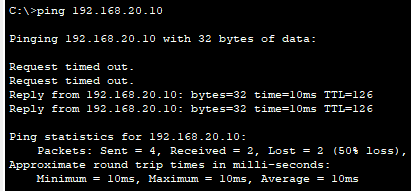 C:\>ping 192.168.20.10
Pinging 192.168.20.10 with 32 bytes of data:
Request timed out.
Request timed out.
Reply from 192.168.20.10: bytes=32 time=10ms TTL=126
Reply from 192.168.20.10: bytes=32 time=10ms TTL=126
Ping statistics for 192.168.20.10:
    Packets: Sent = 4, Received = 2, Lost = 2 (50% loss),
Approximate round trip times in milli-seconds:
    Minimum = 10ms, Maximum = 10ms, Average = 10ms